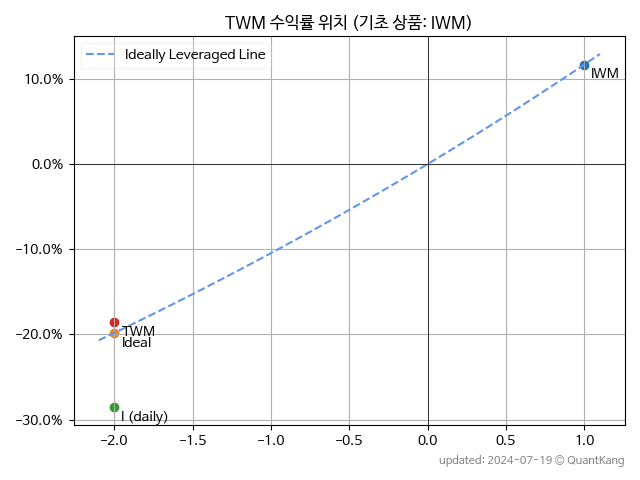 TWM 수익률 위치 (기초 상품: IWM)
Ideally Leveraged Line
10.0%
0.0%
−10.0%
−20.0%
−30.0%
IWM
TWM
Ideal
I (daily)
−2.0
−1.5
−1.0
−0.5
0.0
0.5
1.0
updated: 2024-07-19 © QuantKang